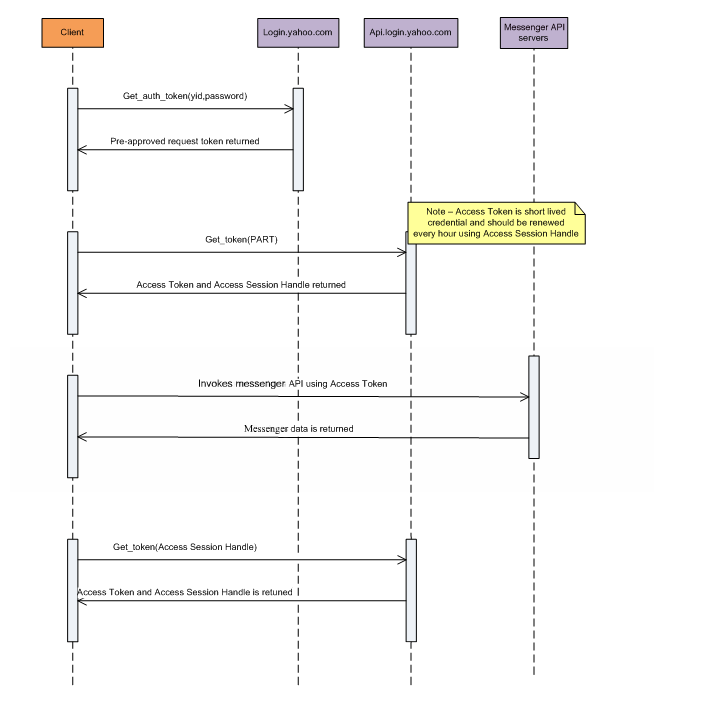 Client
Login.yahoo.com
Api.login.yahoo.com
Messenger API
servers
Get_auth_token(yid,password)
Pre-approved request token returned
Note – Access Token is short lived
credential and should be renewed
every hour using Access Session Handle
Get_token(PART)
Access Token and Access Session Handle returned
Invokes messenger API using Access Token
Messenger data is returned
Get_token(Access Session Handle)
Access Token and Access Session Handle is retuned